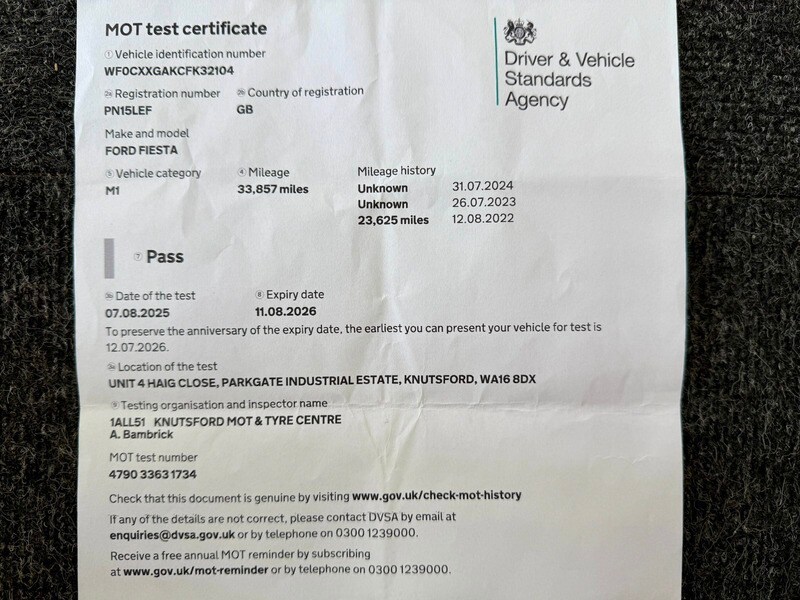 MOT test certificate
Driver & Vehicle
Standards
Agency
① Vehicle identification number
WF0CXXGAKCFK32104
Registration number
Country of registration
PN15LEF
GB
Make and model
FORD FIESTA
⑤ Vehicle category
④ Mileage
Mileage history
M1
33,857 miles
Unknown 31.07.2024
Unknown 26.07.2023
23,625 miles 12.08.2022
⑦ Pass
Date of the test
⑧ Expiry date
07.08.2025
11.08.2026
To preserve the anniversary of the expiry date, the earliest you can present your vehicle for test is
12.07.2026.
Location of the test
UNIT 4 HAIG CLOSE, PARKGATE INDUSTRIAL ESTATE, KNUTSFORD, WA16 8DX
⑨ Testing organisation and inspector name
1ALL51 KNUTSFORD MOT & TYRE CENTRE
A. Bambrick
MOT test number
4790 3363 1734
Check that this document is genuine by visiting www.gov.uk/check-mot-history
If any of the details are not correct, please contact DVSA by email at
enquiries@dvsa.gov.uk or by telephone on 0300 1239000.
Receive a free annual MOT reminder by subscribing
at www.gov.uk/mot-reminder or by telephone on 0300 1239000.